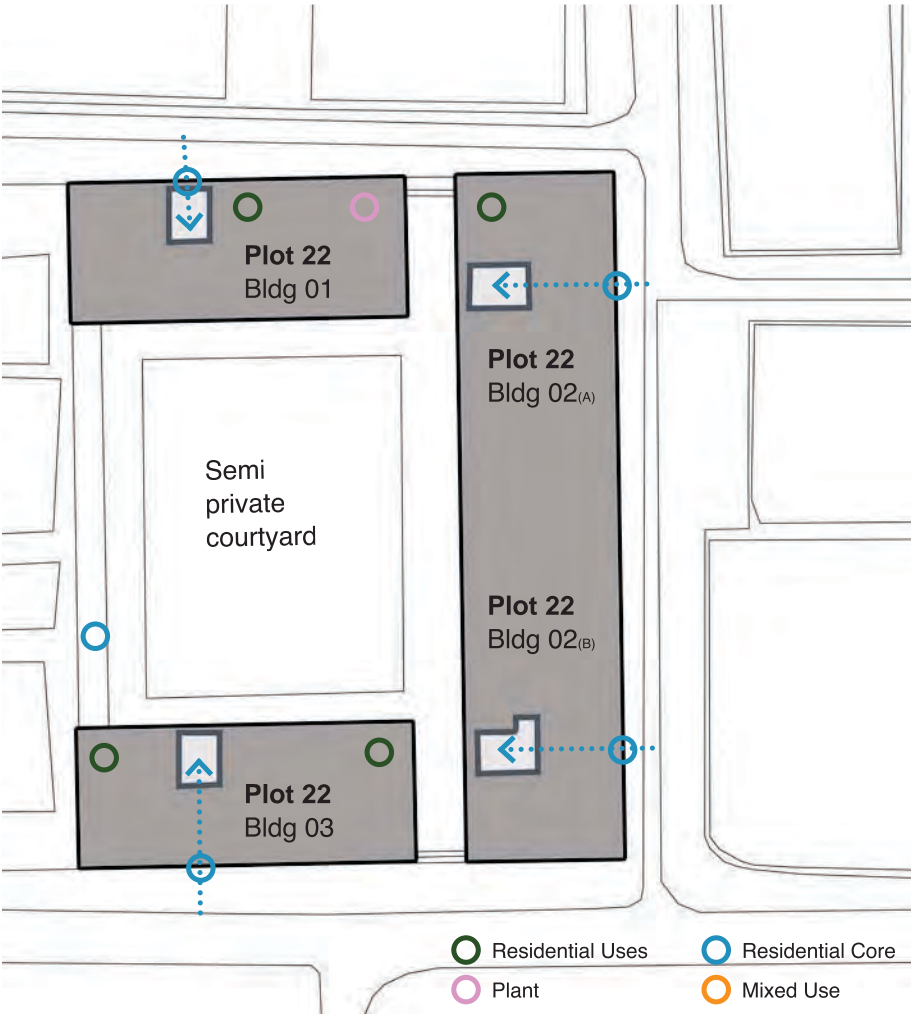 Plot 22
Bldg 01
Plot 22
Bldg 02(A)
Semi
private
courtyard
Plot 22
Bldg 02(B)
Plot 22
Bldg 03
Residential Uses
Residential Core
Plant
Mixed Use